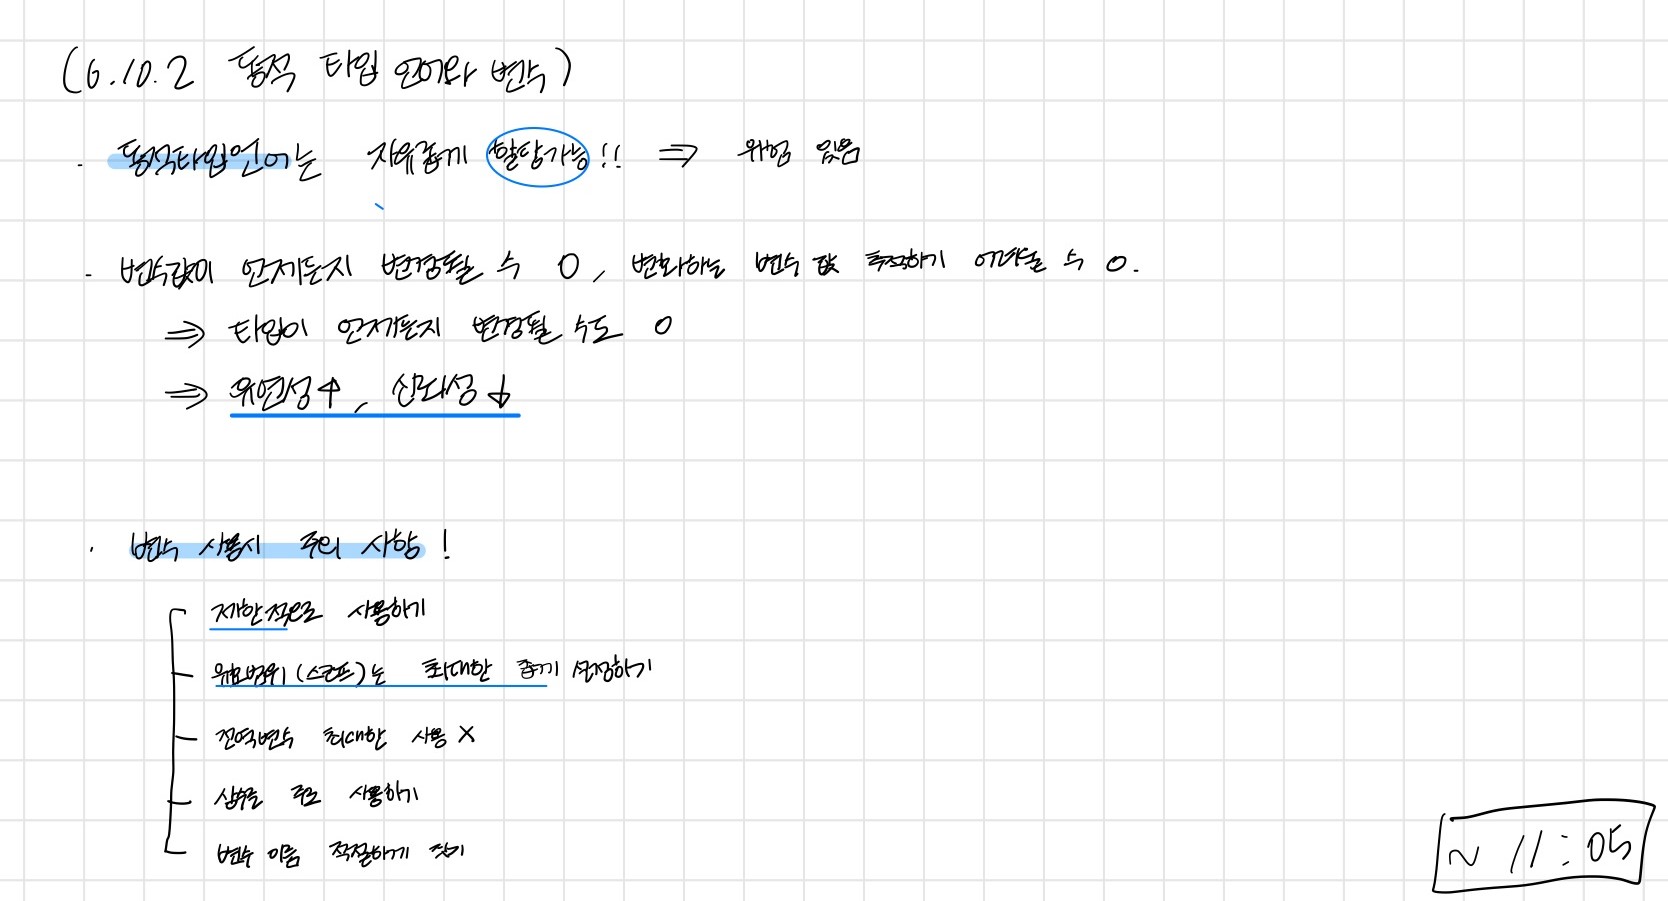 (6.10.2 동적 타입 언어와 변수)
· 동적타입언어는 자유롭게 할당가능!! ⇒ 위험 있음
- 변수값이 언제든지 변경될 수 O, 변화하는 변수 값 추적하기 어려울 수 O.
⇒ 타입이 언제든지 변경될 수도 O
⇒ 유연성↑, 신뢰성↓
· 변수 사용시 주의 사항!
제한적으로 사용하기
유효범위(스코프)는 최대한 좁게 설정하기
전역변수 최대한 사용 X
상수를 주로 사용하기
변수 이름 적절하게 짓기
~ 11:05